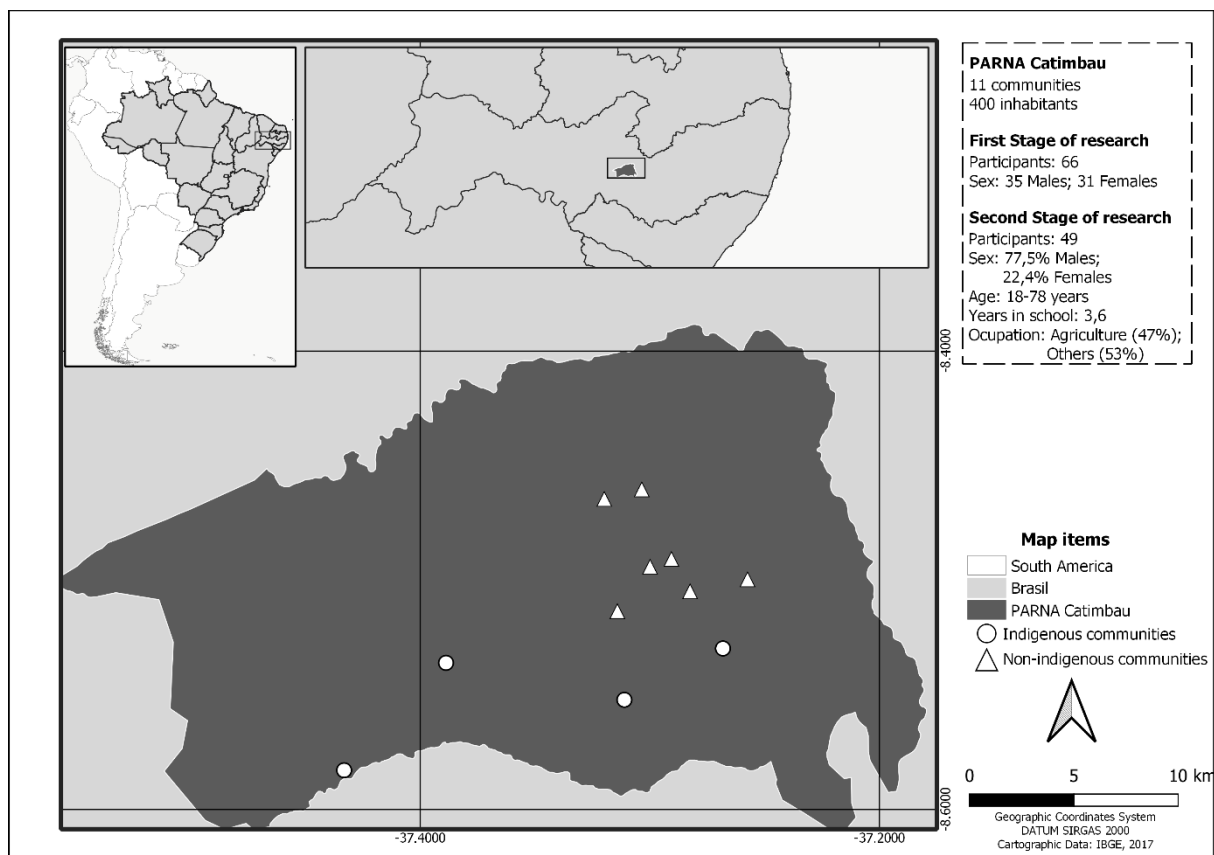 PARNA Catimbau
11 communities
400 inhabitants
First Stage of research
Participants: 66
Sex: 35 Males; 31 Females
Second Stage of research
Participants: 49
Sex: 77,5% Males;
22,4% Females
Age: 18-78 years
Years in school: 3,6
Ocupation: Agriculture (47%);
Others (53%)
-8.4000
Map items
South America
Brasil
PARNA Catimbau
Indigenous communities
Non-indigenous communities
0 5 10 km
-8.6000
-37.4000 -37.2000
Geographic Coordinates System
DATUM SIRGAS 2000
Cartographic Data: IBGE, 2017